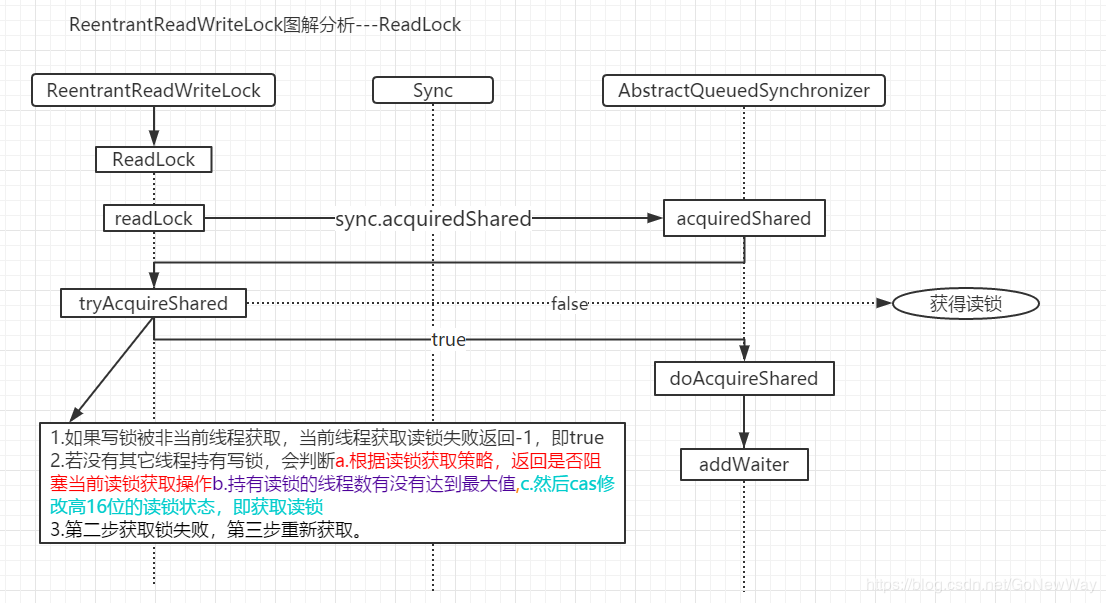 ReentrantReadWriteLock图解分析---ReadLock
ReentrantReadWriteLock
Sync
AbstractQueuedSynchronizer
ReadLock
readLock
sync.acquiredShared
acquiredShared
tryAcquireShared
false
获得读锁
true
doAcquireShared
1.如果写锁被非当前线程获取，当前线程获取读锁失败返回-1，即true
2.若没有其它线程持有写锁，会判断a.根据读锁获取策略，返回是否阻
塞当前读锁获取操作b.持有读锁的线程数有没有达到最大值,c.然后cas修
改高16位的读锁状态，即获取读锁
3.第二步获取锁失败，第三步重新获取。
addWaiter
https://blog.csdn.net/GoNewWay